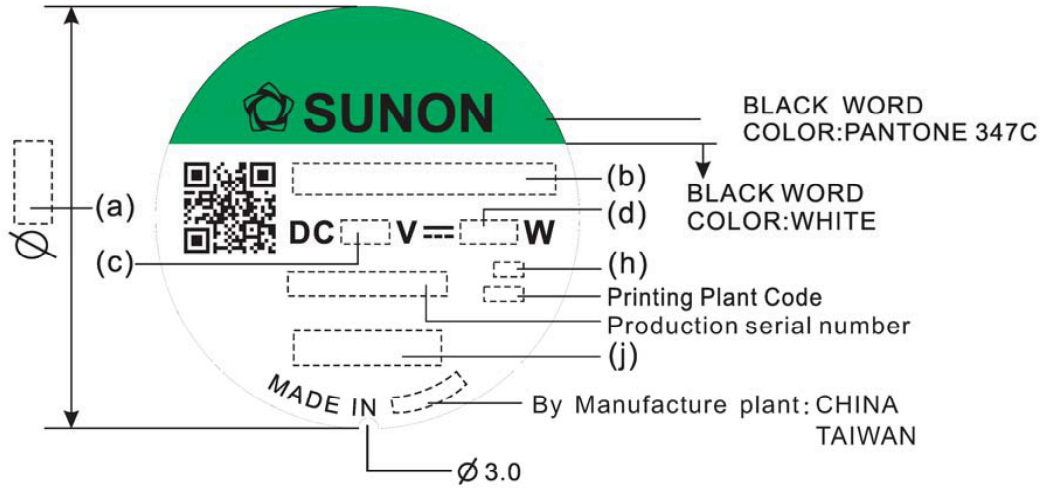 SUNON
BLACK WORD
COLOR:PANTONE 347C
BLACK WORD
COLOR:WHITE
(a)
(b)
DC V⎓ W
(d)
(c)
(h)
Printing Plant Code
Production serial number
(j)
MADE IN
By Manufacture plant: CHINA
TAIWAN
Ø
Ø3.0